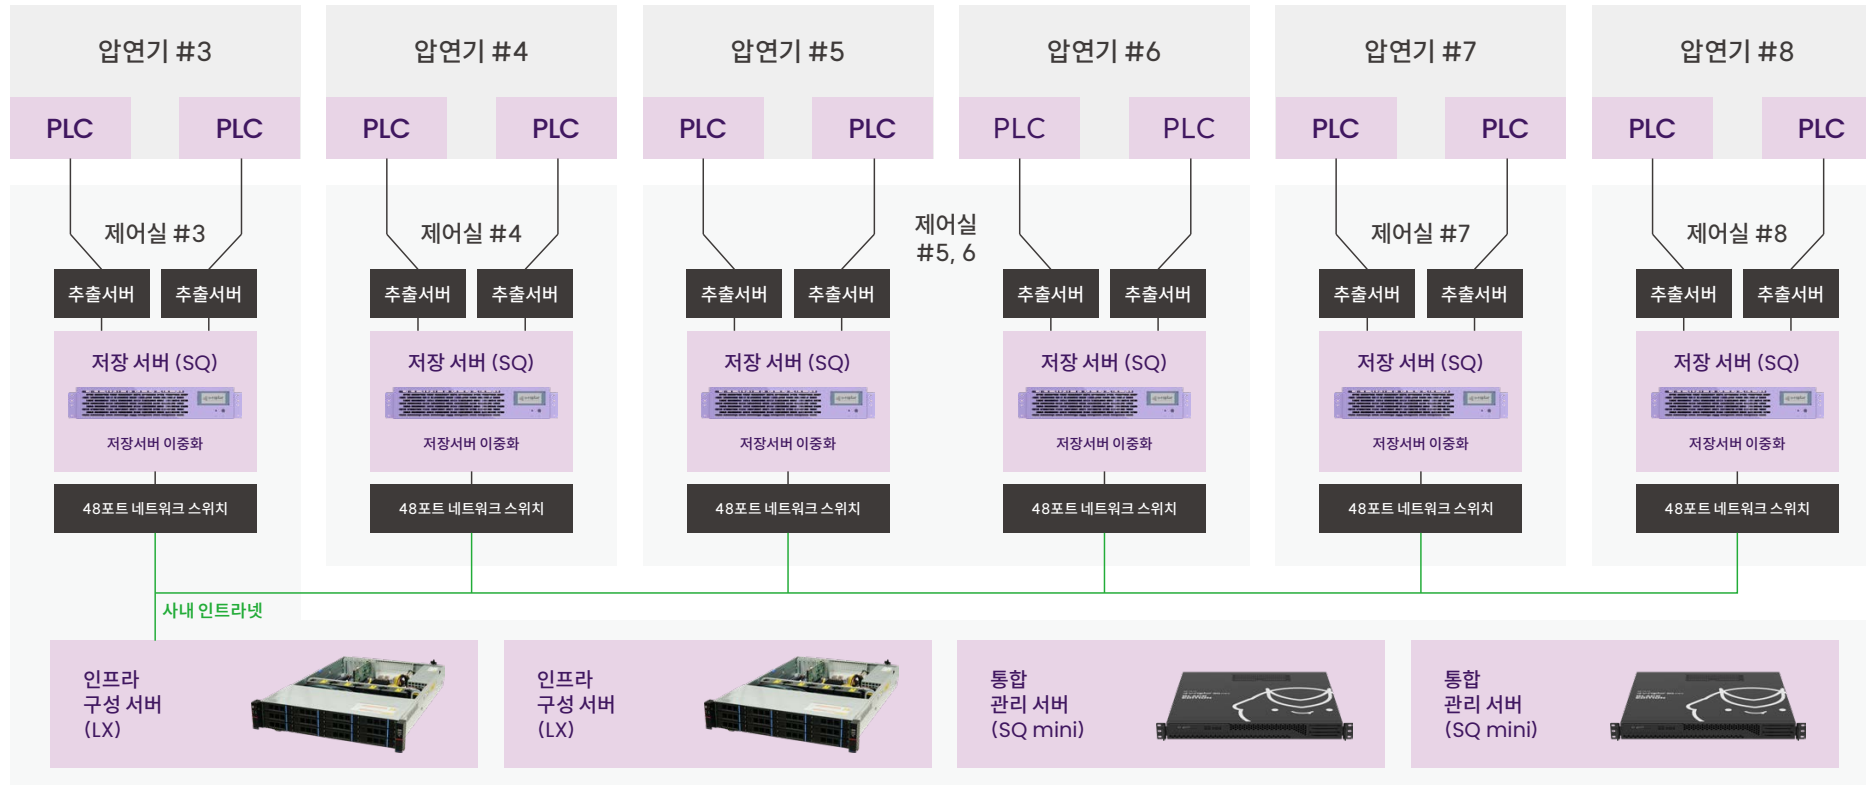 압연기 #3
압연기 #4
압연기 #5
압연기 #6
압연기 #7
압연기 #8
PLC
PLC
PLC
PLC
PLC
PLC
PLC
PLC
PLC
PLC
PLC
PLC
제어실 #3
제어실 #4
제어실
#5, 6
제어실 #7
제어실 #8
추출서버
추출서버
추출서버
추출서버
추출서버
추출서버
추출서버
추출서버
추출서버
추출서버
추출서버
추출서버
저장 서버 (SQ)
저장 서버 (SQ)
저장 서버 (SQ)
저장 서버 (SQ)
저장 서버 (SQ)
저장 서버 (SQ)
저장서버 이중화
저장서버 이중화
저장서버 이중화
저장서버 이중화
저장서버 이중화
저장서버 이중화
48포트 네트워크 스위치
48포트 네트워크 스위치
48포트 네트워크 스위치
48포트 네트워크 스위치
48포트 네트워크 스위치
48포트 네트워크 스위치
사내 인트라넷
인프라
구성 서버
(LX)
인프라
구성 서버
(LX)
통합
관리 서버
(SQ mini)
통합
관리 서버
(SQ mini)